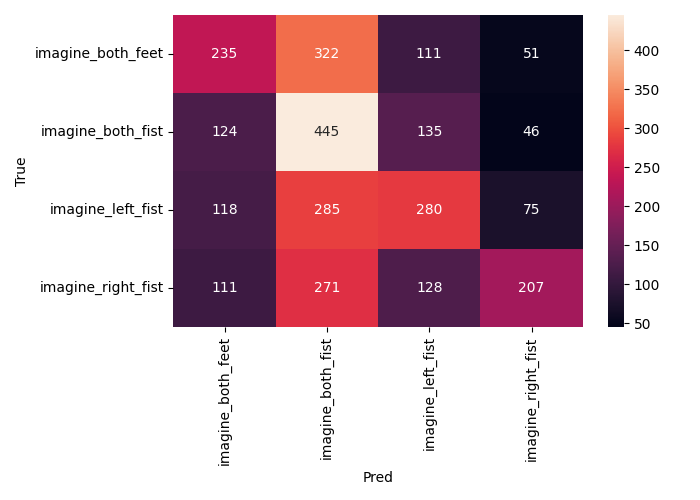 imagine_both_feet 235 322 111 51
imagine_both_fist 124 445 135 46
imagine_left_fist 118 285 280 75
imagine_right_fist 111 271 128 207
imagine_both_feet
imagine_both_fist
imagine_left_fist
imagine_right_fist
True
Pred
400
350
300
250
200
150
100
50